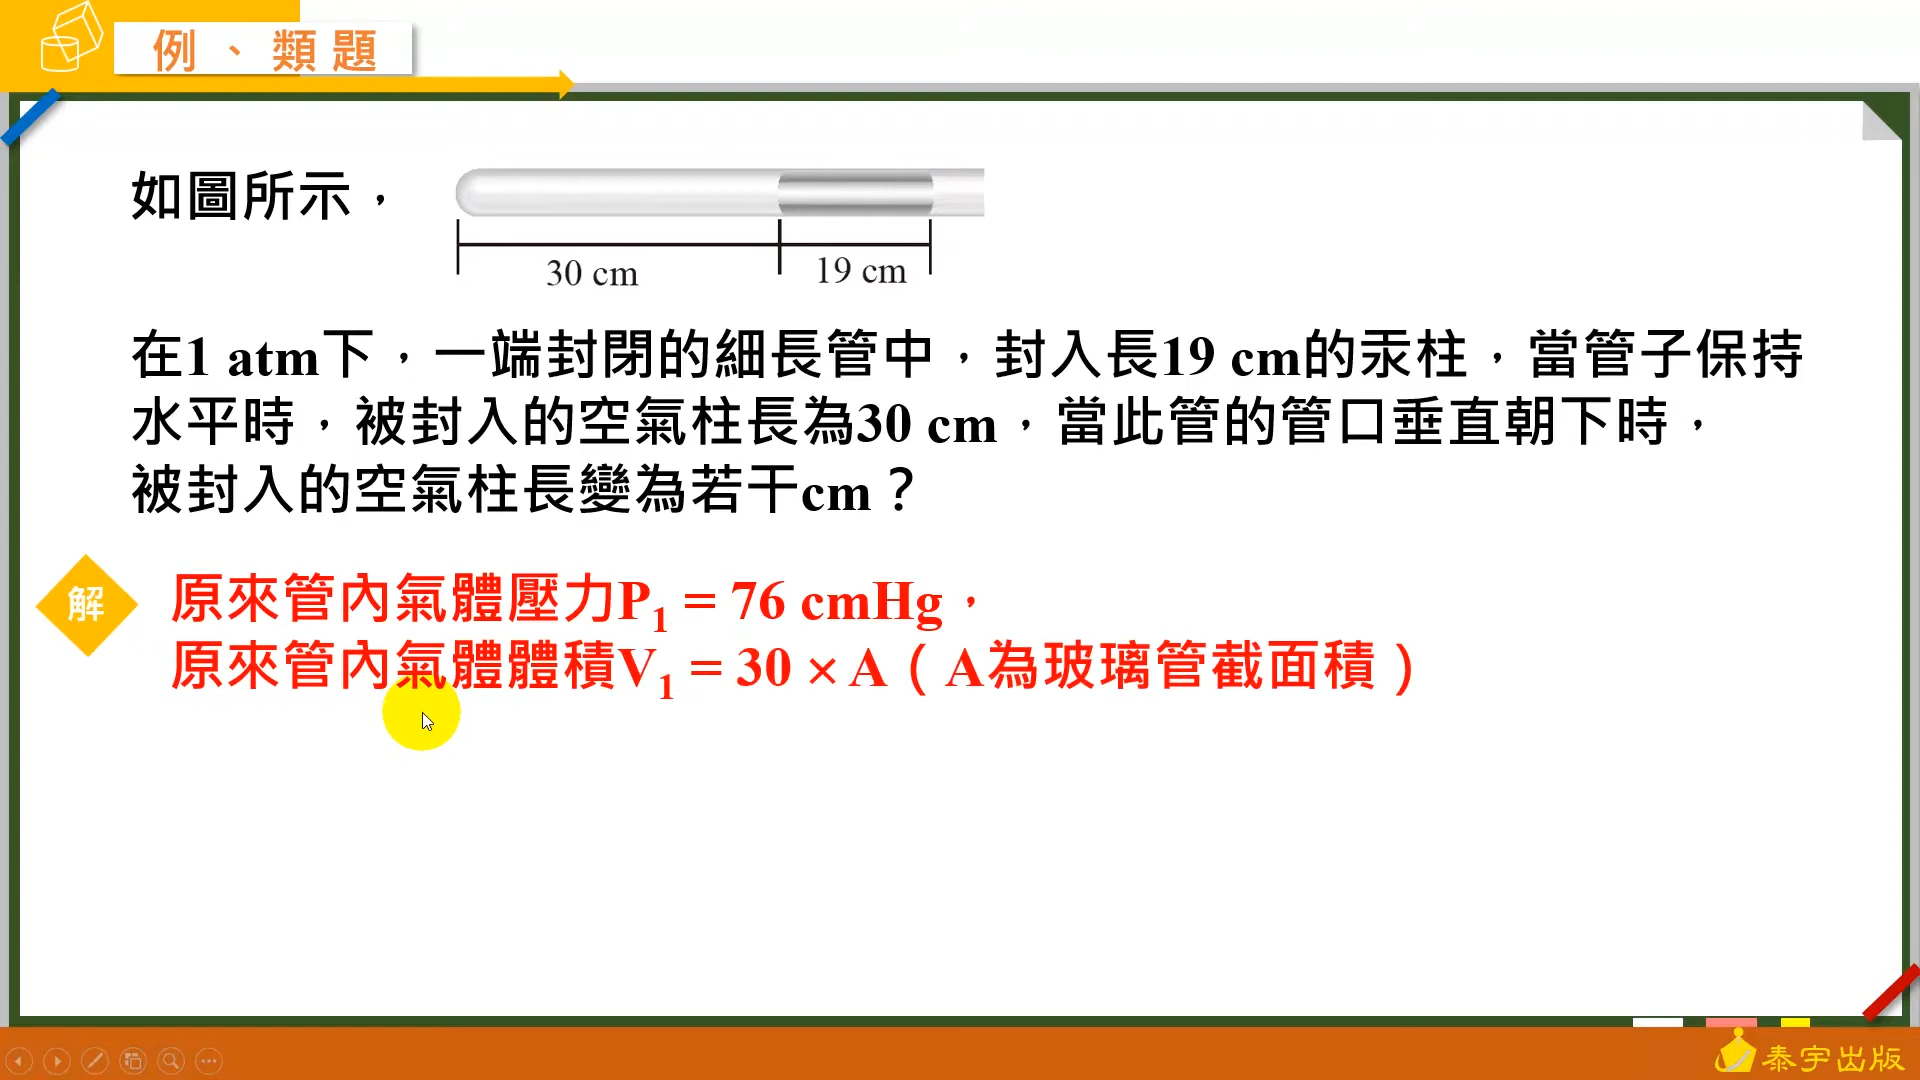 例、類題
如圖所示，
30 cm
19 cm
在1 atm下，一端封閉的細長管中，封入長19 cm的汞柱，當管子保持
水平時，被封入的空氣柱長為30 cm，當此管的管口垂直朝下時，
被封入的空氣柱長變為若干cm？
解
原來管內氣體壓力P₁ = 76 cmHg，
原來管內氣體體積V₁ = 30 × A（A為玻璃管截面積）
泰宇出版